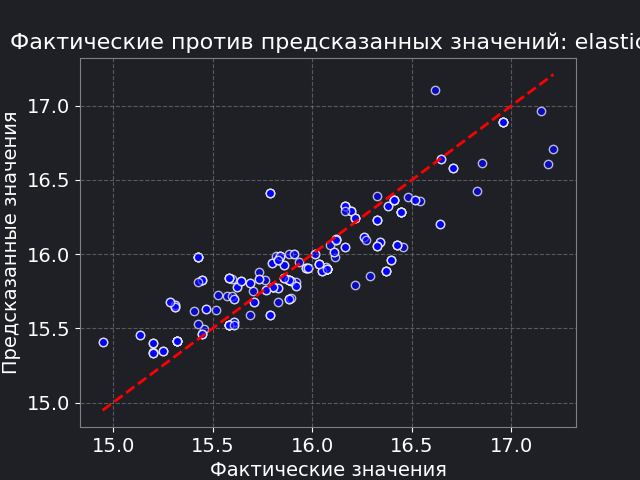 Фактические против предсказанных значений: elastic
Предсказанные значения
17.0
16.5
16.0
15.5
15.0
15.0 15.5 16.0 16.5 17.0
Фактические значения